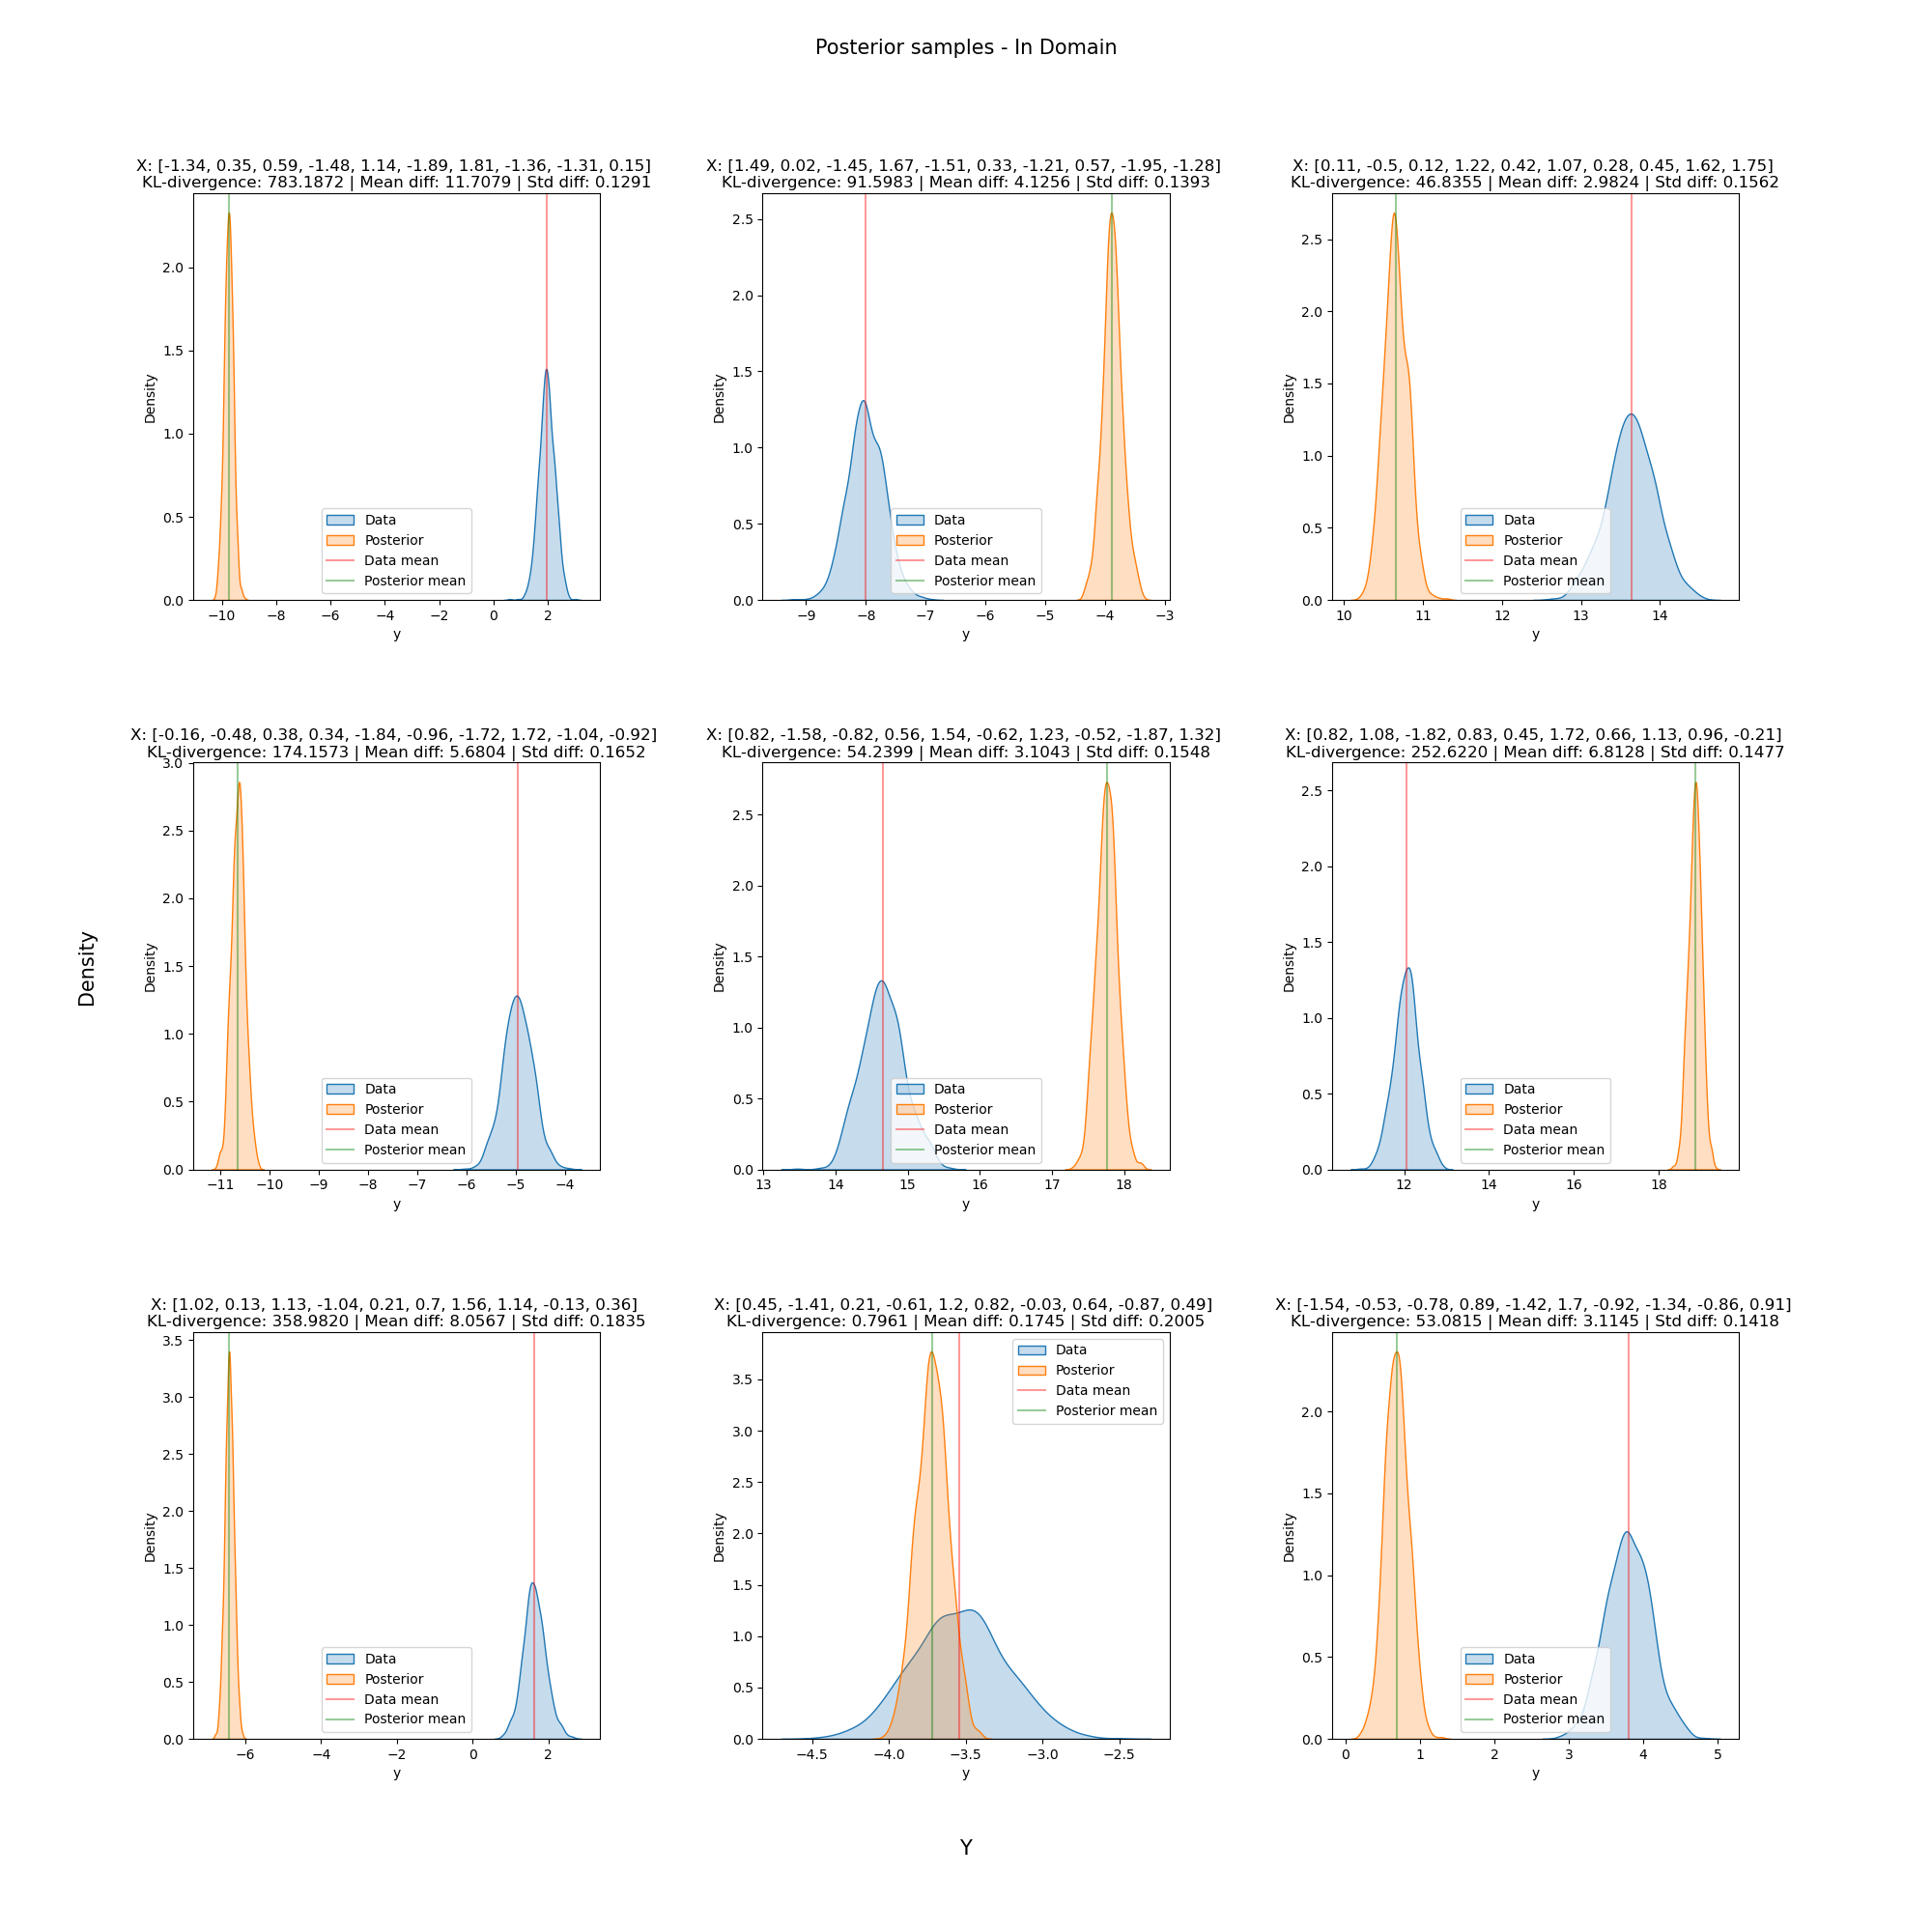 Posterior samples - In Domain
X: [-1.34, 0.35, 0.59, -1.48, 1.14, -1.89, 1.81, -1.36, -1.31, 0.15]
KL-divergence: 783.1872 | Mean diff: 11.7079 | Std diff: 0.1291
2.0
1.5
1.0
0.5
0.0
Density
Data
Posterior
Data mean
Posterior mean
−10 −8 −6 −4 −2 0 2
y
X: [1.49, 0.02, -1.45, 1.67, -1.51, 0.33, -1.21, 0.57, -1.95, -1.28]
KL-divergence: 91.5983 | Mean diff: 4.1256 | Std diff: 0.1393
2.5
2.0
1.5
1.0
0.5
0.0
Density
Data
Posterior
Data mean
Posterior mean
−9 −8 −7 −6 −5 −4 −3
y
X: [0.11, -0.5, 0.12, 1.22, 0.42, 1.07, 0.28, 0.45, 1.62, 1.75]
KL-divergence: 46.8355 | Mean diff: 2.9824 | Std diff: 0.1562
2.5
2.0
1.5
1.0
0.5
0.0
Density
Data
Posterior
Data mean
Posterior mean
10 11 12 13 14
y
X: [-0.16, -0.48, 0.38, 0.34, -1.84, -0.96, -1.72, 1.72, -1.04, -0.92]
KL-divergence: 174.1573 | Mean diff: 5.6804 | Std diff: 0.1652
3.0
2.5
2.0
1.5
1.0
0.5
0.0
Density
Data
Posterior
Data mean
Posterior mean
−11 −10 −9 −8 −7 −6 −5 −4
y
X: [0.82, -1.58, -0.82, 0.56, 1.54, -0.62, 1.23, -0.52, -1.87, 1.32]
KL-divergence: 54.2399 | Mean diff: 3.1043 | Std diff: 0.1548
2.5
2.0
1.5
1.0
0.5
0.0
Density
Data
Posterior
Data mean
Posterior mean
13 14 15 16 17 18
y
X: [0.82, 1.08, -1.82, 0.83, 0.45, 1.72, 0.66, 1.13, 0.96, -0.21]
KL-divergence: 252.6220 | Mean diff: 6.8128 | Std diff: 0.1477
2.5
2.0
1.5
1.0
0.5
0.0
Density
Data
Posterior
Data mean
Posterior mean
12 14 16 18
y
Density
X: [1.02, 0.13, 1.13, -1.04, 0.21, 0.7, 1.56, 1.14, -0.13, 0.36]
KL-divergence: 358.9820 | Mean diff: 8.0567 | Std diff: 0.1835
3.5
3.0
2.5
2.0
1.5
1.0
0.5
0.0
Density
Data
Posterior
Data mean
Posterior mean
−6 −4 −2 0 2
y
X: [0.45, -1.41, 0.21, -0.61, 1.2, 0.82, -0.03, 0.64, -0.87, 0.49]
KL-divergence: 0.7961 | Mean diff: 0.1745 | Std diff: 0.2005
3.5
3.0
2.5
2.0
1.5
1.0
0.5
0.0
Density
Data
Posterior
Data mean
Posterior mean
−4.5 −4.0 −3.5 −3.0 −2.5
y
X: [-1.54, -0.53, -0.78, 0.89, -1.42, 1.7, -0.92, -1.34, -0.86, 0.91]
KL-divergence: 53.0815 | Mean diff: 3.1145 | Std diff: 0.1418
2.0
1.5
1.0
0.5
0.0
Density
Data
Posterior
Data mean
Posterior mean
0 1 2 3 4 5
y
Y